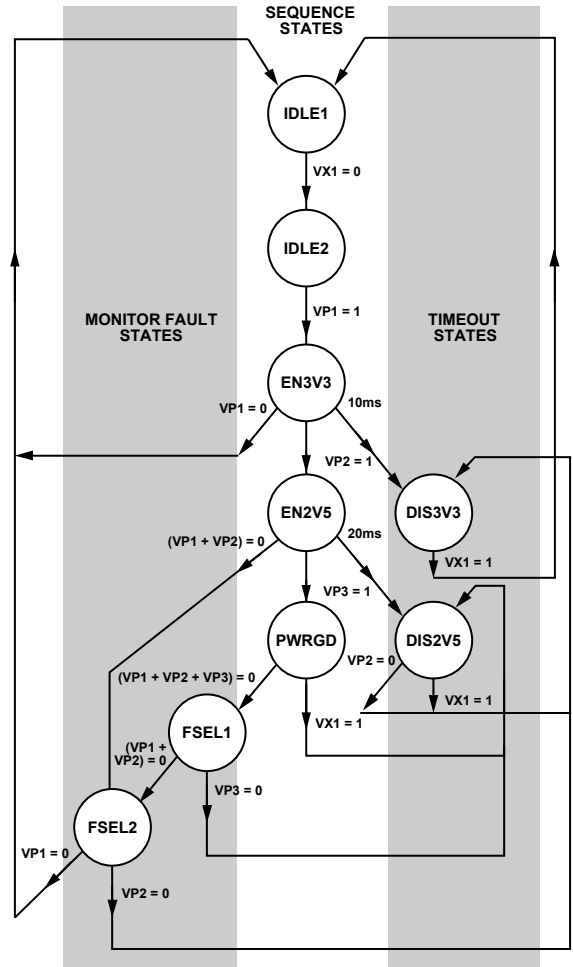 SEQUENCE
STATES
IDLE1
VX1 = 0
IDLE2
VP1 = 1
MONITOR FAULT
STATES
TIMEOUT
STATES
EN3V3
VP1 = 0
10ms
VP2 = 1
EN2V5
DIS3V3
(VP1 + VP2) = 0
20ms
VX1 = 1
VP3 = 1
PWRGD
DIS2V5
VP2 = 0
(VP1 + VP2 + VP3) = 0
VX1 = 1
VX1 = 1
FSEL1
(VP1 +
VP2) = 0
VP3 = 0
FSEL2
VP1 = 0
VP2 = 0